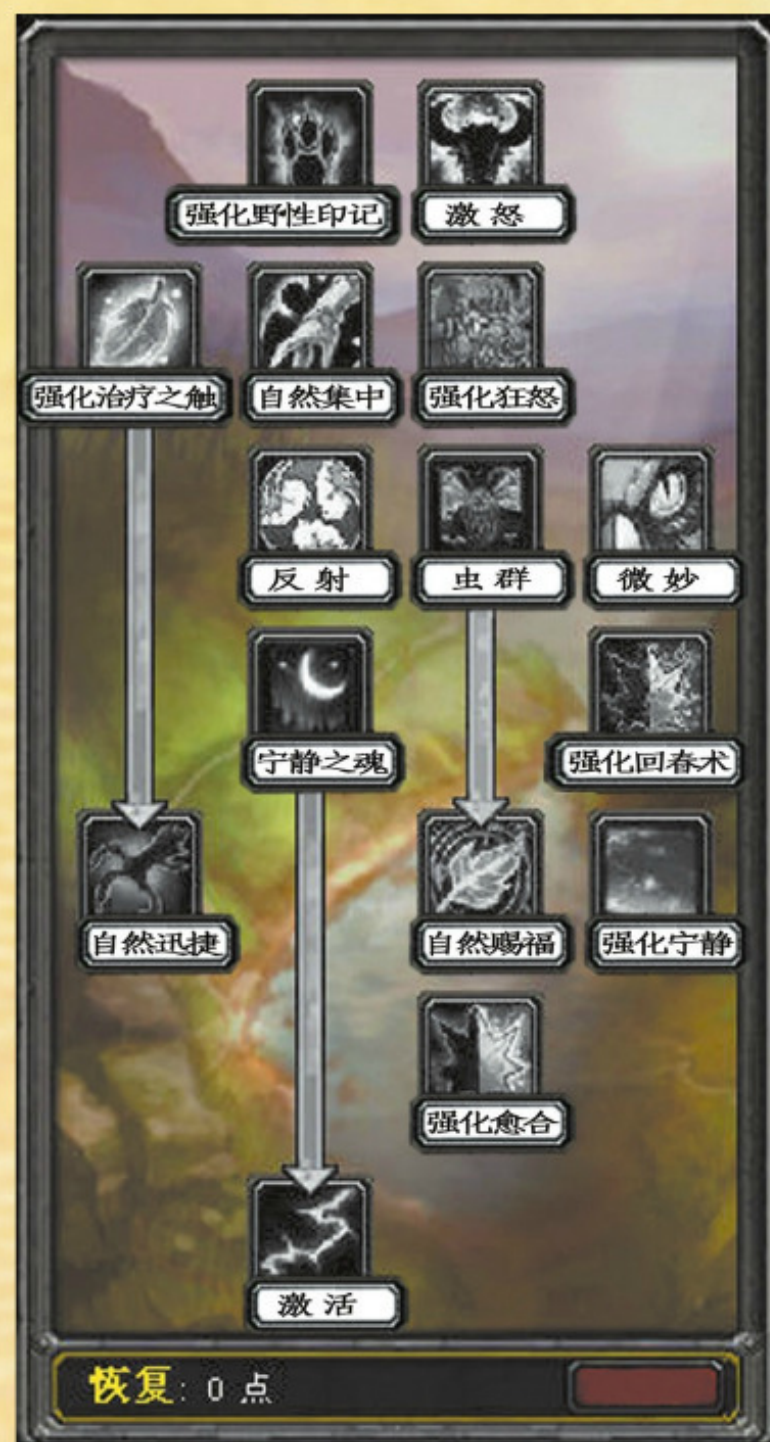 强化野性印记
激怒
强化治疗之触
自然集中
强化狂怒
反射
虫群
微妙
宁静之魂
强化回春术
自然迅捷
自然赐福
强化宁静
强化愈合
激活
恢复: 0 点